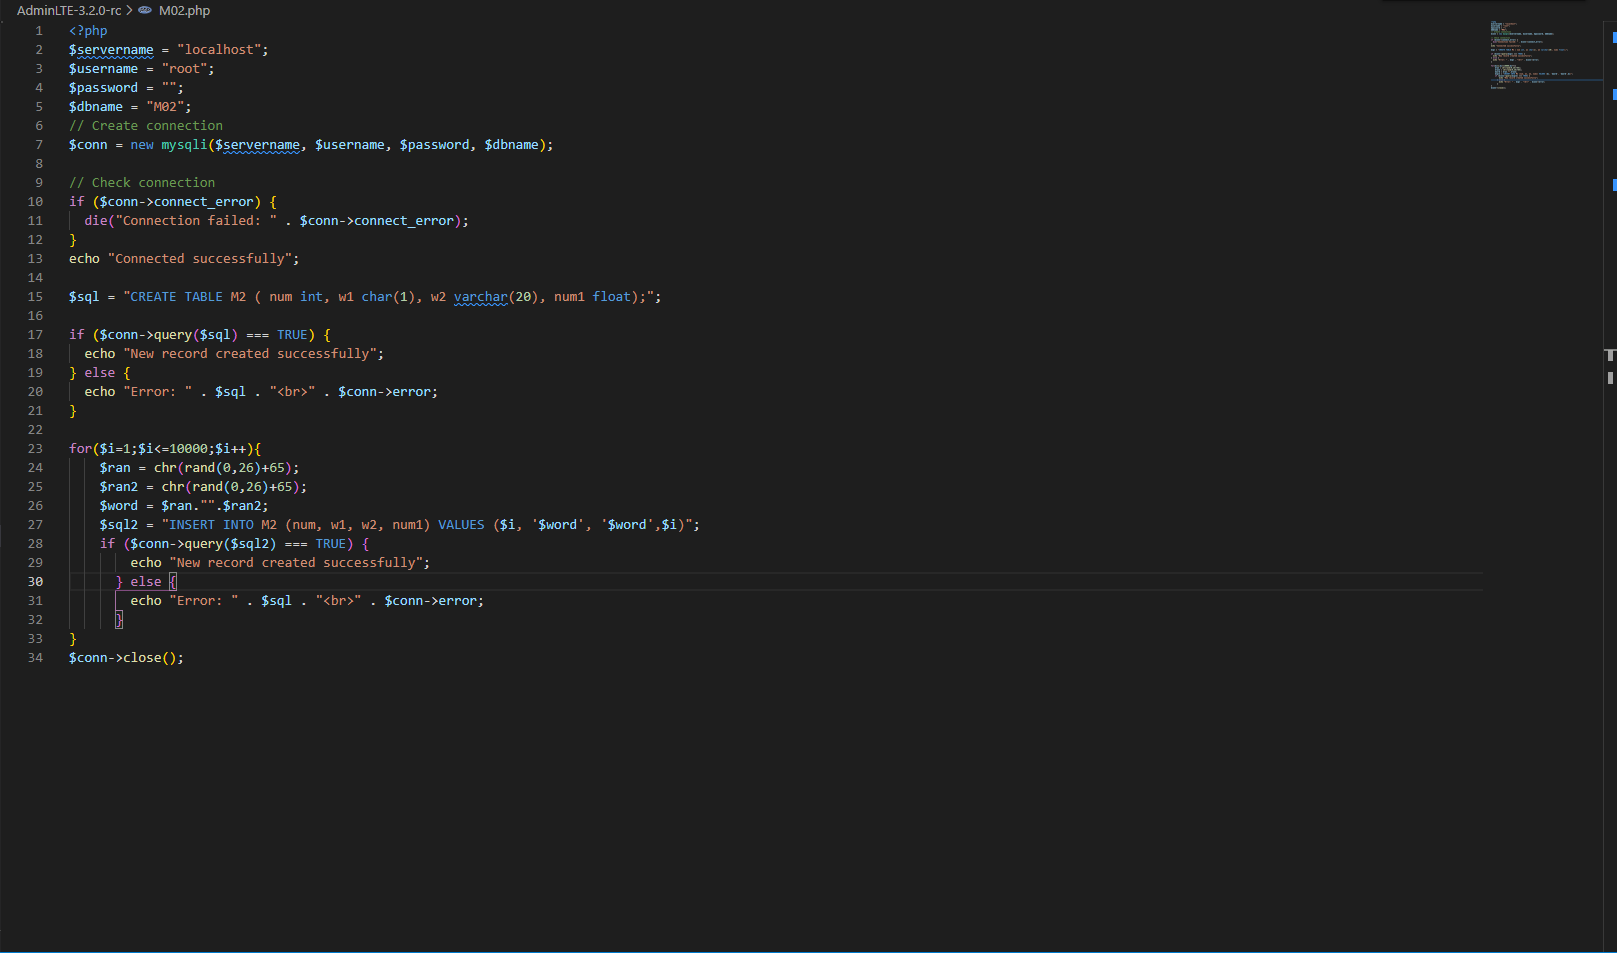 AdminLTE-3.2.0-rc > M02.php
1 <?php
2 $servername = "localhost";
3 $username = "root";
4 $password = "";
5 $dbname = "M02";
6 // Create connection
7 $conn = new mysqli($servername, $username, $password, $dbname);
8
9 // Check connection
10 if ($conn->connect_error) {
11   die("Connection failed: " . $conn->connect_error);
12 }
13 echo "Connected successfully";
14
15 $sql = "CREATE TABLE M2 ( num int, w1 char(1), w2 varchar(20), num1 float);";
16
17 if ($conn->query($sql) === TRUE) {
18   echo "New record created successfully";
19 } else {
20   echo "Error: " . $sql . "<br>" . $conn->error;
21 }
22
23 for($i=1;$i<=10000;$i++){
24     $ran = chr(rand(0,26)+65);
25     $ran2 = chr(rand(0,26)+65);
26     $word = $ran."".$ran2;
27     $sql2 = "INSERT INTO M2 (num, w1, w2, num1) VALUES ($i, '$word', '$word',$i)";
28     if ($conn->query($sql2) === TRUE) {
29         echo "New record created successfully";
30       } else {
31         echo "Error: " . $sql . "<br>" . $conn->error;
32       }
33 }
34 $conn->close();